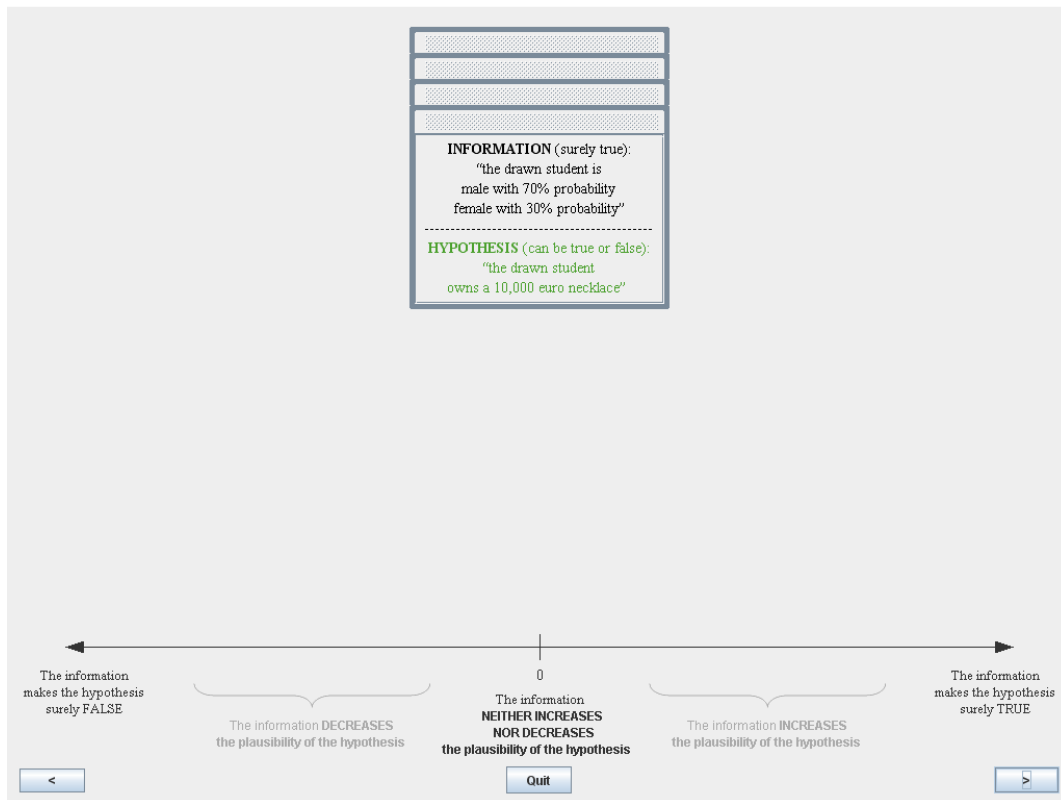 INFORMATION (surely true):
“the drawn student is
male with 70% probability
female with 30% probability”
HYPOTHESIS (can be true or false):
“the drawn student
owns a 10,000 euro necklace”
0
The information
makes the hypothesis
surely FALSE
The information DECREASES
the plausibility of the hypothesis
The information
NEITHER INCREASES
NOR DECREASES
the plausibility of the hypothesis
The information INCREASES
the plausibility of the hypothesis
The information
makes the hypothesis
surely TRUE
<
Quit
>